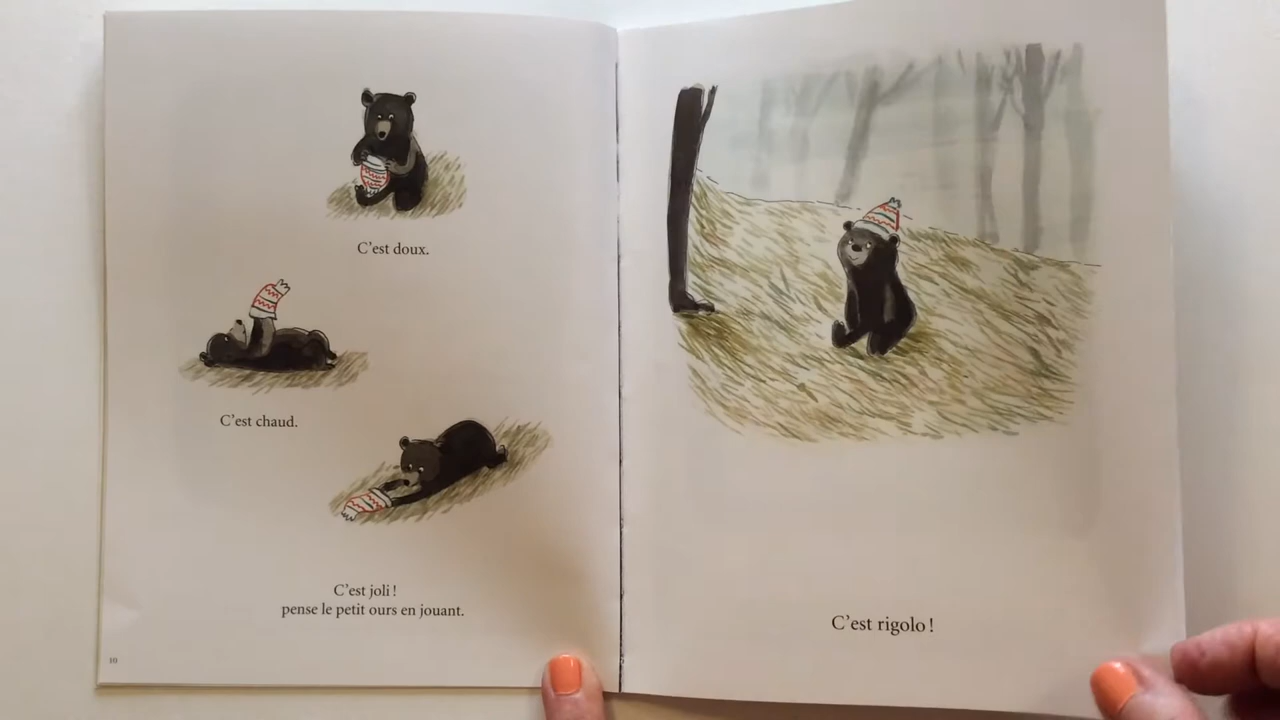 C'est doux.
C'est chaud.
C'est joli !
pense le petit ours en jouant.
10
C'est rigolo !